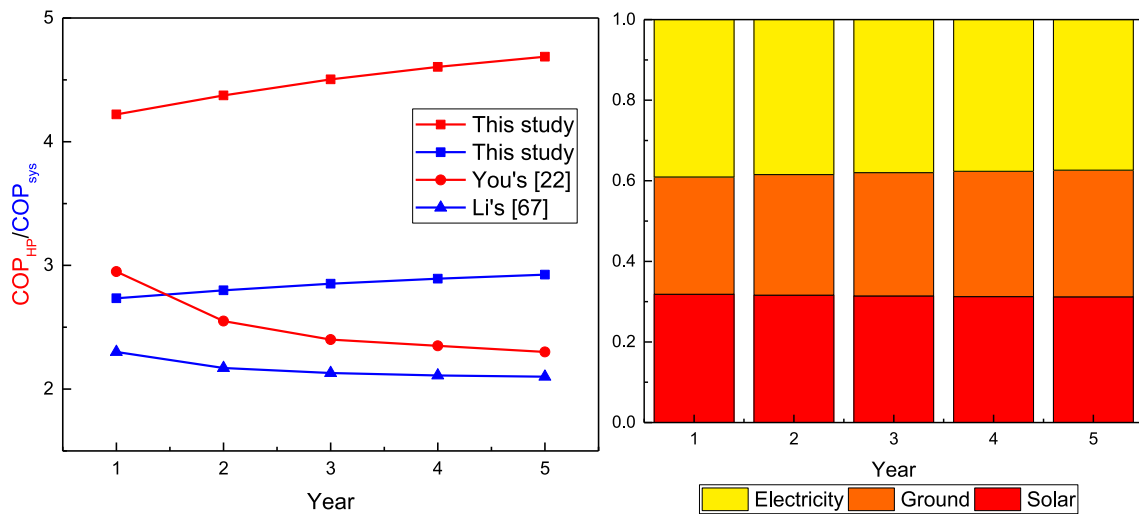 5
4
3
2
COP_HP/COP_sys
This study
This study
You's [22]
Li's [67]
1 2 3 4 5
Year
1.0
0.8
0.6
0.4
0.2
0.0
1 2 3 4 5
Year
Electricity Ground Solar